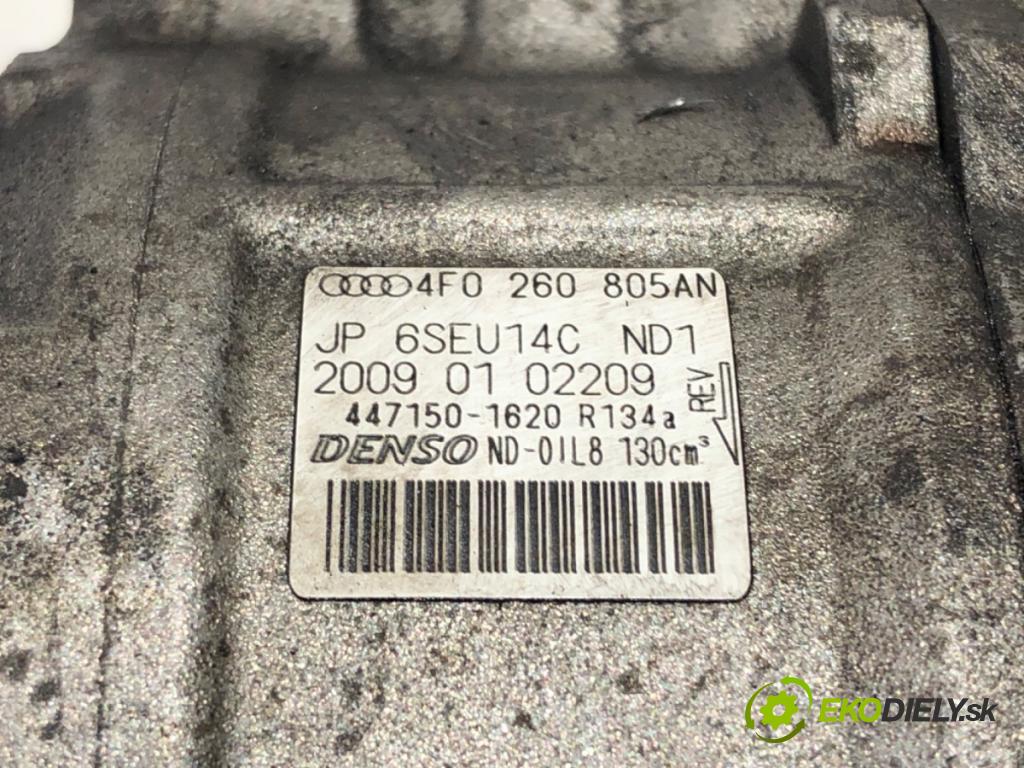 4F0 260 805AN
JP 6SEU14C ND1
2009 01 02209
447150-1620 R134a
DENSO ND-OIL8 130cm³
REV
EKODIELY.sk